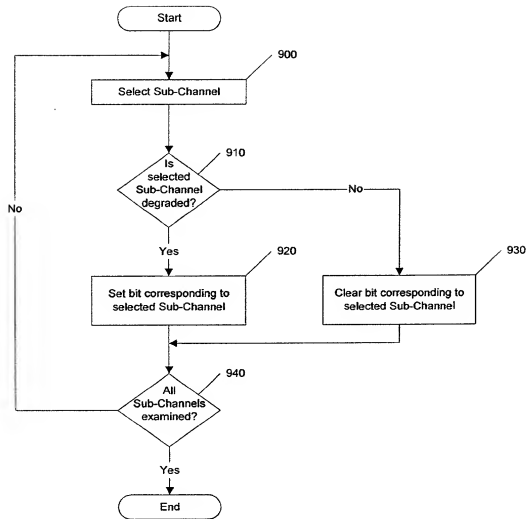 Start
900
Select Sub-Channel
910
Is
selected
Sub-Channel
degraded?
No
No
Yes
920
930
Set bit corresponding to
selected Sub-Channel
Clear bit corresponding to
selected Sub-Channel
940
All
Sub-Channels
examined?
Yes
End